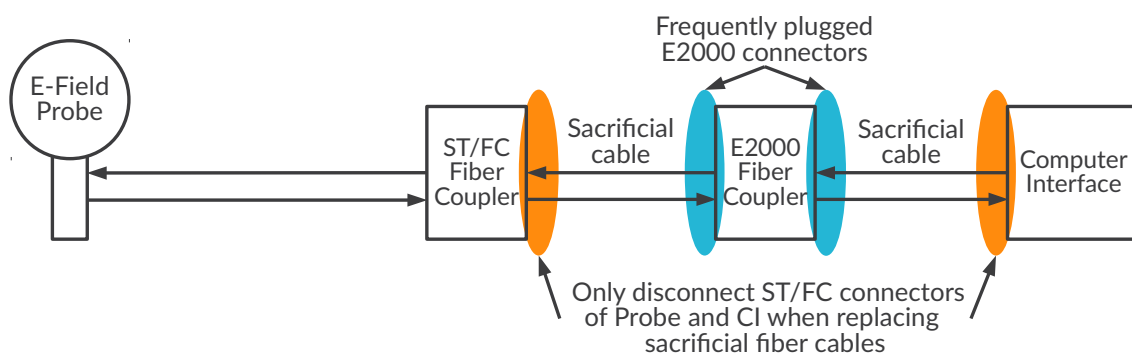 Frequently plugged
E2000 connectors
E-Field
Probe
ST/FC
Fiber
Coupler
Sacrificial
cable
E2000
Fiber
Coupler
Sacrificial
cable
Computer
Interface
Only disconnect ST/FC connectors
of Probe and CI when replacing
sacrificial fiber cables